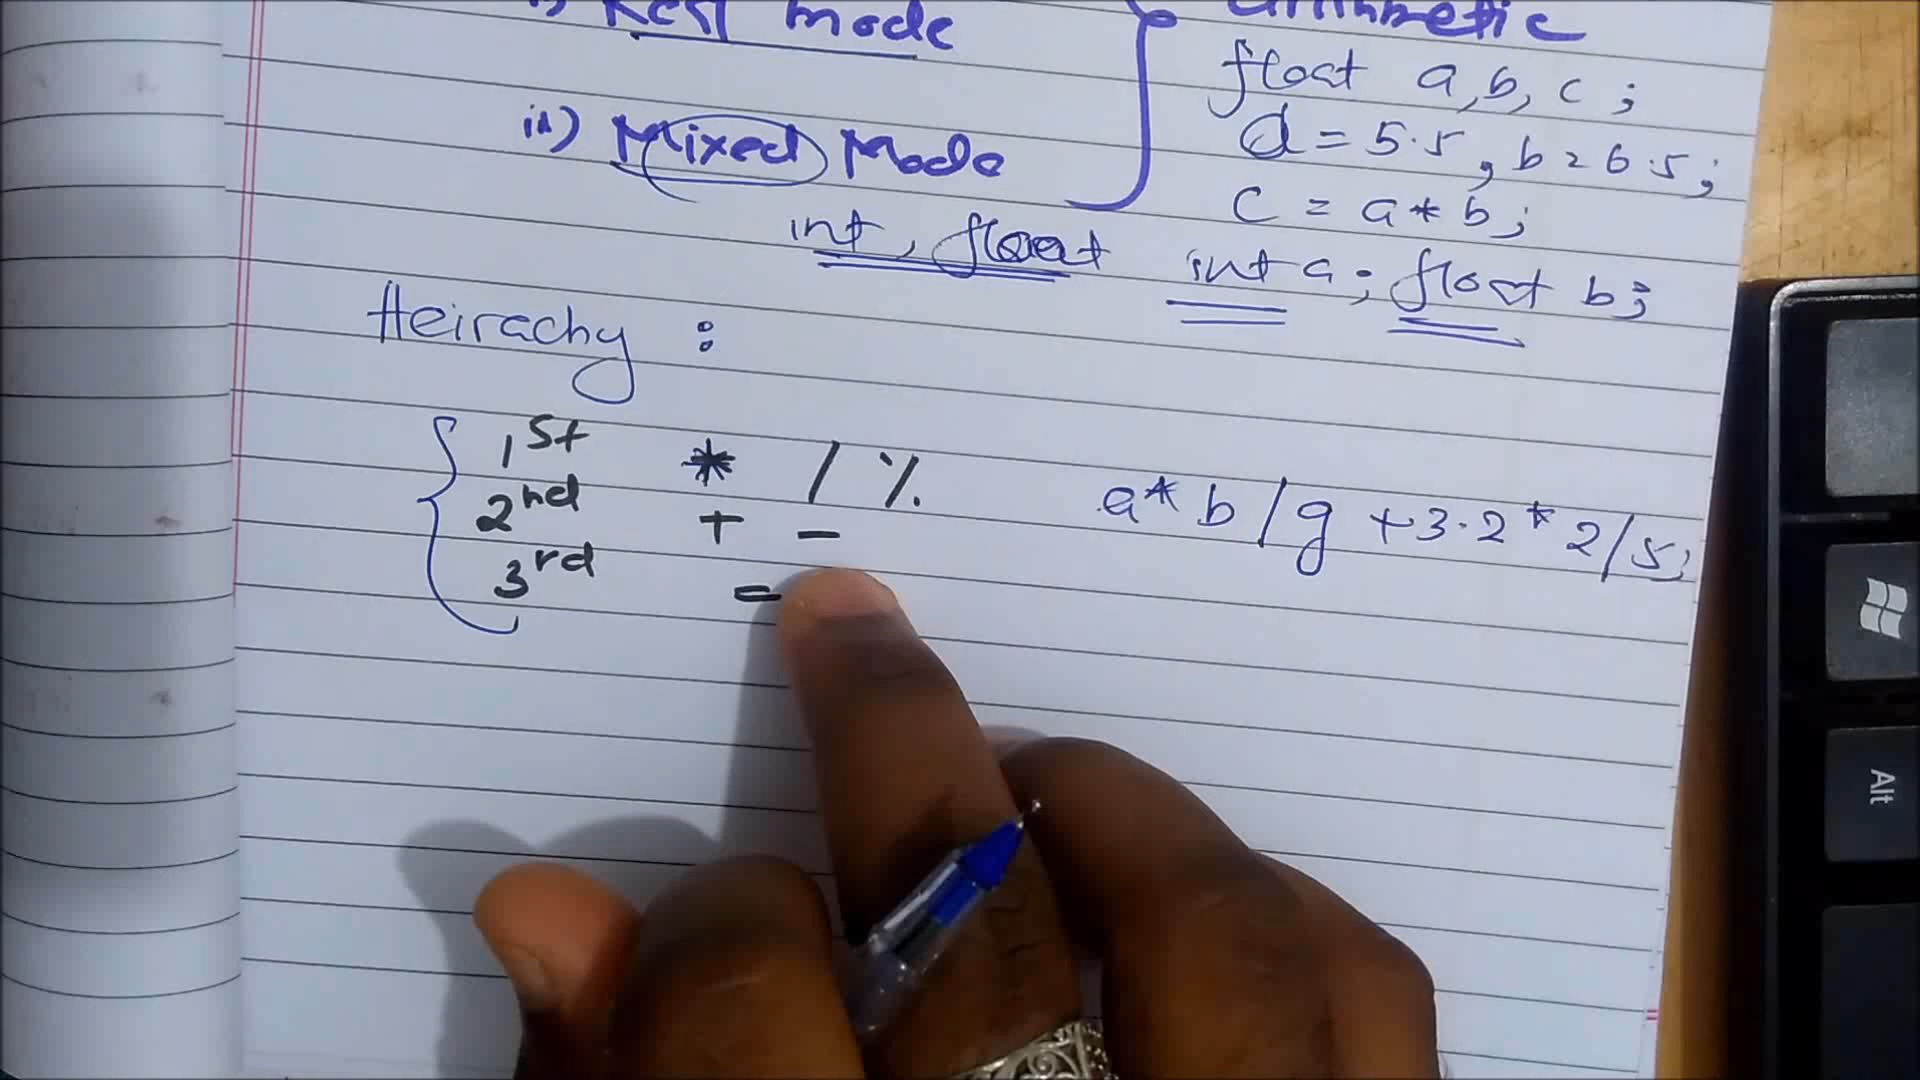 Real mode
ii) Mixed Mode
int, float
arithmetic
float a, b, c ;
a = 5.5, b = 6.5;
c = a * b;
int a; float b;
Heirachy :
1st * / %
2nd + -
3rd =
a * b / g + 3.2 * 2 / 5;
Alt